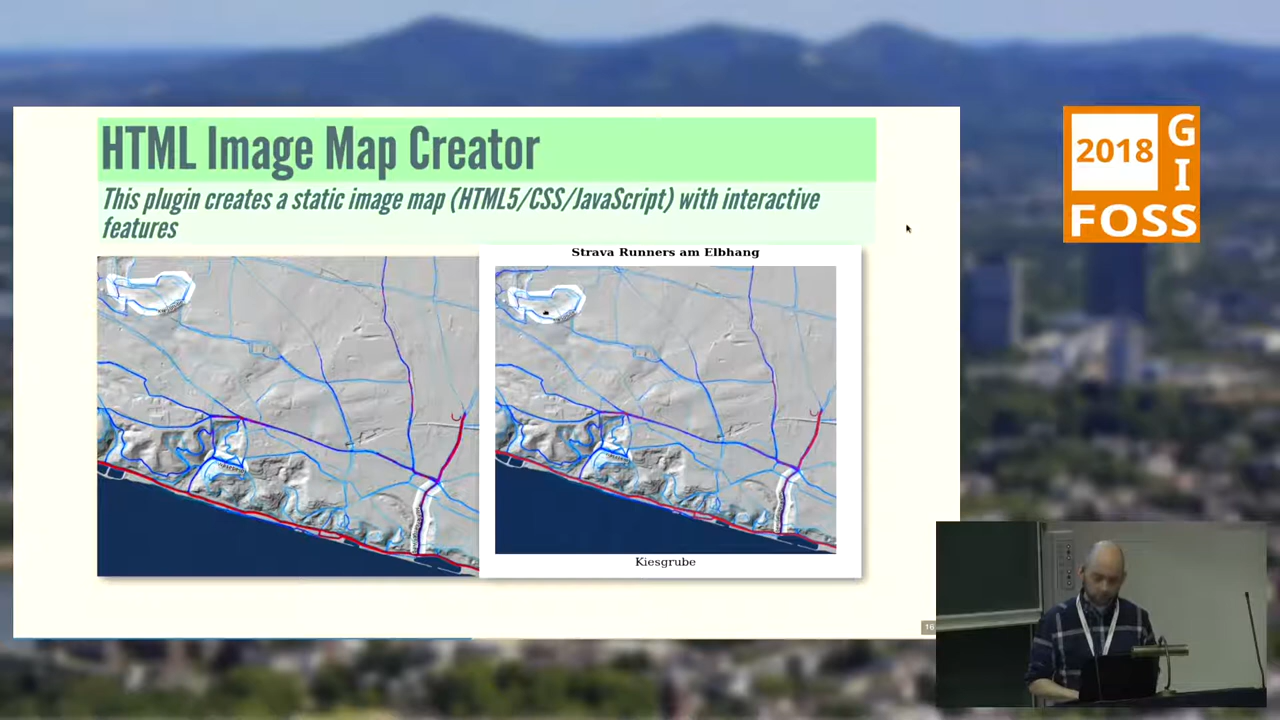 HTML Image Map Creator
This plugin creates a static image map (HTML5/CSS/JavaScript) with interactive
features
Strava Runners am Elbhang
Kiesgrube
16
2018
G
I
FOSS